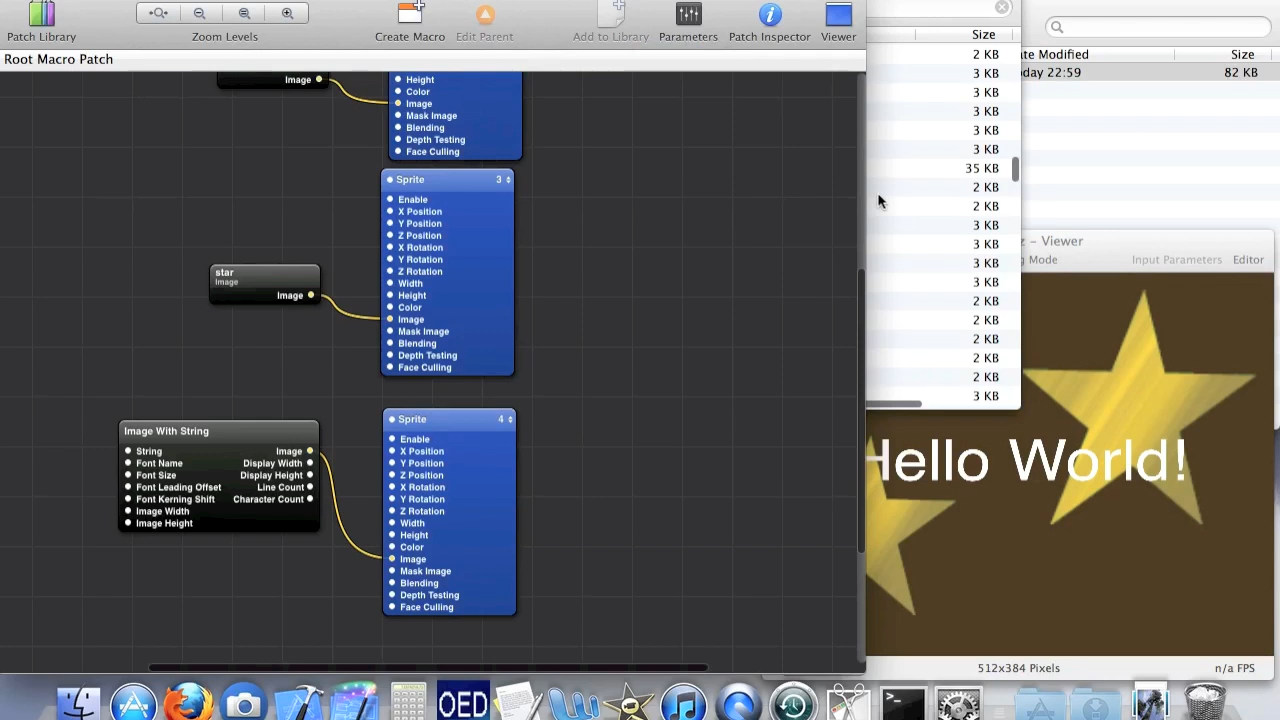 Patch Library
Zoom Levels
Create Macro
Edit Parent
Add to Library
Parameters
Patch Inspector
Viewer
Root Macro Patch
Image
Height
Color
Image
Mask Image
Blending
Depth Testing
Face Culling
Sprite 3
Enable
X Position
Y Position
Z Position
X Rotation
Y Rotation
Z Rotation
Width
Height
Color
Image
Mask Image
Blending
Depth Testing
Face Culling
star
Image
Image
Image With String
String Image
Font Name Display Width
Font Size Display Height
Font Leading Offset Line Count
Font Kerning Shift Character Count
Image Width
Image Height
Sprite 4
Enable
X Position
Y Position
Z Position
X Rotation
Y Rotation
Z Rotation
Width
Height
Color
Image
Mask Image
Blending
Depth Testing
Face Culling
Size
2 KB
3 KB
3 KB
3 KB
3 KB
3 KB
35 KB
2 KB
2 KB
3 KB
3 KB
3 KB
3 KB
2 KB
2 KB
2 KB
2 KB
2 KB
3 KB
ate Modified Size
day 22:59 82 KB
z – Viewer
g Mode Input Parameters Editor
Hello World!
512x384 Pixels n/a FPS
OED